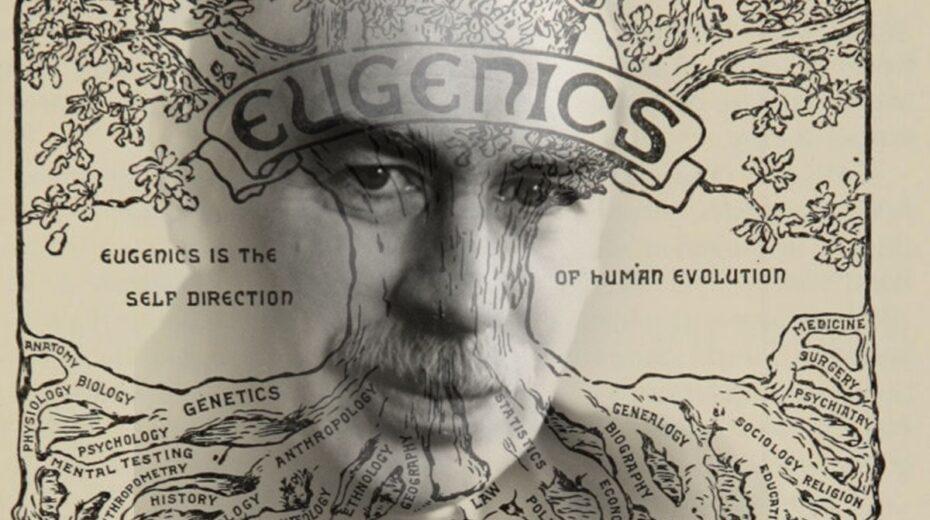 EUGENICS
EUGENICS IS THE
SELF DIRECTION
OF HUMAN EVOLUTION
ANATOMY
PHYSIOLOGY
BIOLOGY
GENETICS
PSYCHOLOGY
MENTAL TESTING
ANTHROPOMETRY
HISTORY
ANTHROPOLOGY
ETHNOLOGY
GEOGRAPHY
LAW
STATISTICS
GENEALOGY
BIOGRAPHY
SOCIOLOGY
RELIGION
MEDICINE
SURGERY
PSYCHIATRY